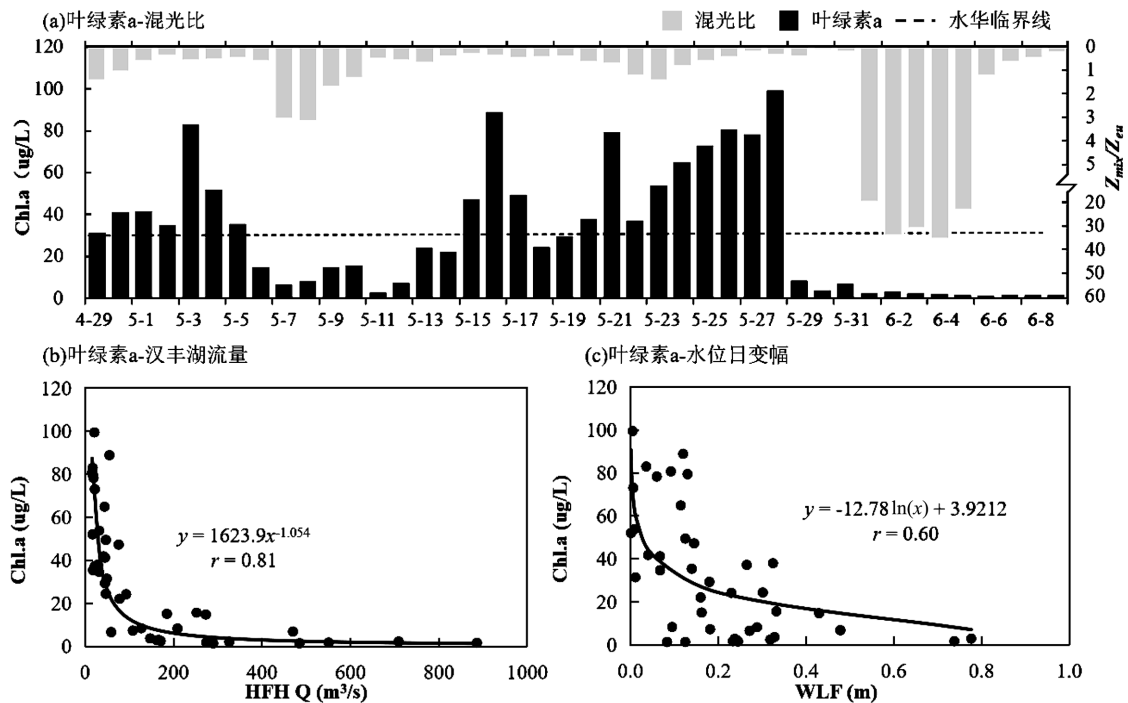 (a)叶绿素a-混光比
混光比 叶绿素a 水华临界线
120 100 80 60 40 20 0
Chl.a（ug/L)
0 1 2 3 4 5 20 30 40 50 60
Zmix/Zeu
4-29 5-1 5-3 5-5 5-7 5-9 5-11 5-13 5-15 5-17 5-19 5-21 5-23 5-25 5-27 5-29 5-31 6-2 6-4 6-6 6-8
(b)叶绿素a-汉丰湖流量
120 100 80 60 40 20 0
Chl.a (ug/L)
y = 1623.9x-1.054
r = 0.81
0 200 400 600 800 1000
HFH Q (m³/s)
(c)叶绿素a-水位日变幅
120 100 80 60 40 20 0
Chl.a (ug/L)
y = -12.78 ln(x) + 3.9212
r = 0.60
0.0 0.2 0.4 0.6 0.8 1.0
WLF (m)